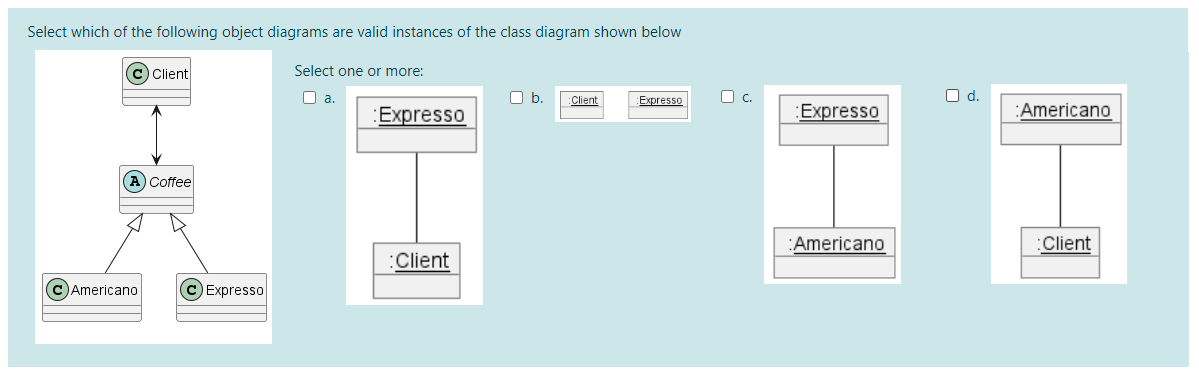 Select which of the following object diagrams are valid instances of the class diagram shown below
Select one or more:
C Client
A Coffee
C Americano
C Expresso
a.
:Expresso
:Client
b.
:Client
:Expresso
c.
:Expresso
:Americano
d.
:Americano
:Client